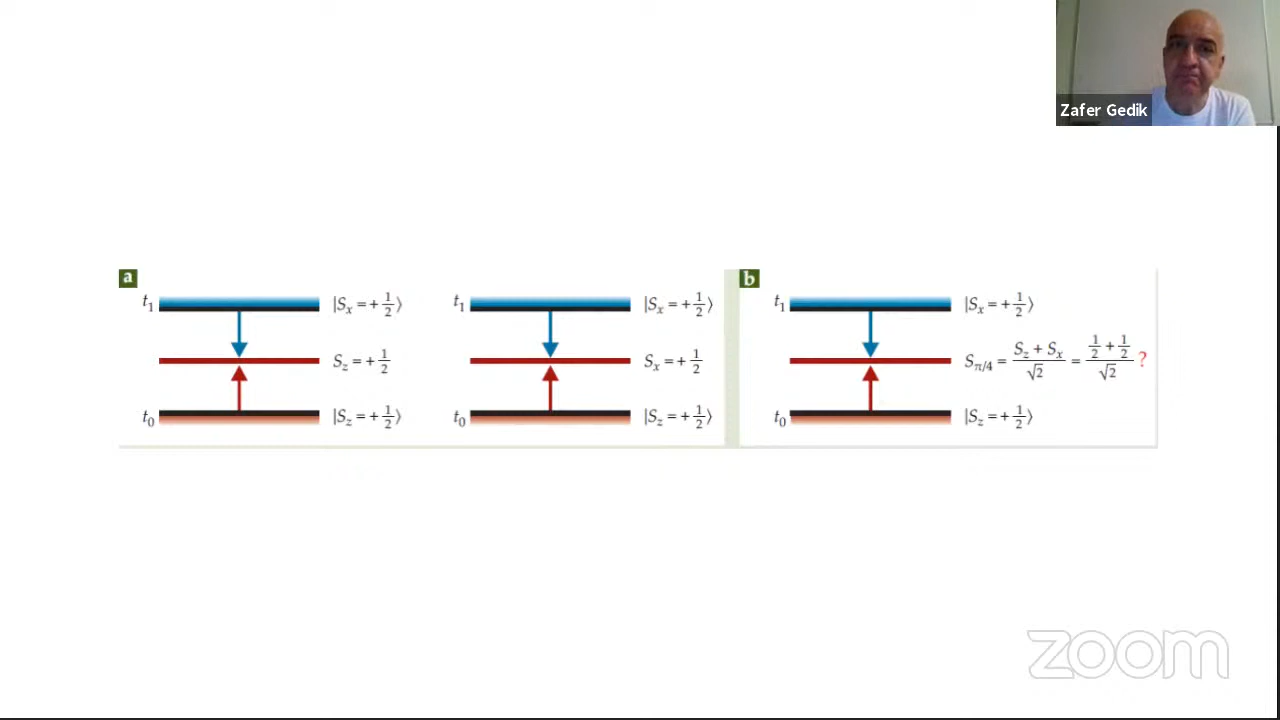 Zafer Gedik
a
t₁ |Sₓ = + 1/2⟩
S_z = + 1/2
t₀ |S_z = + 1/2⟩
t₁ |Sₓ = + 1/2⟩
Sₓ = + 1/2
t₀ |S_z = + 1/2⟩
b
t₁ |Sₓ = + 1/2⟩
S_π/4 = (S_z + Sₓ)/√2 = (1/2 + 1/2)/√2 ?
t₀ |S_z = + 1/2⟩
zoom